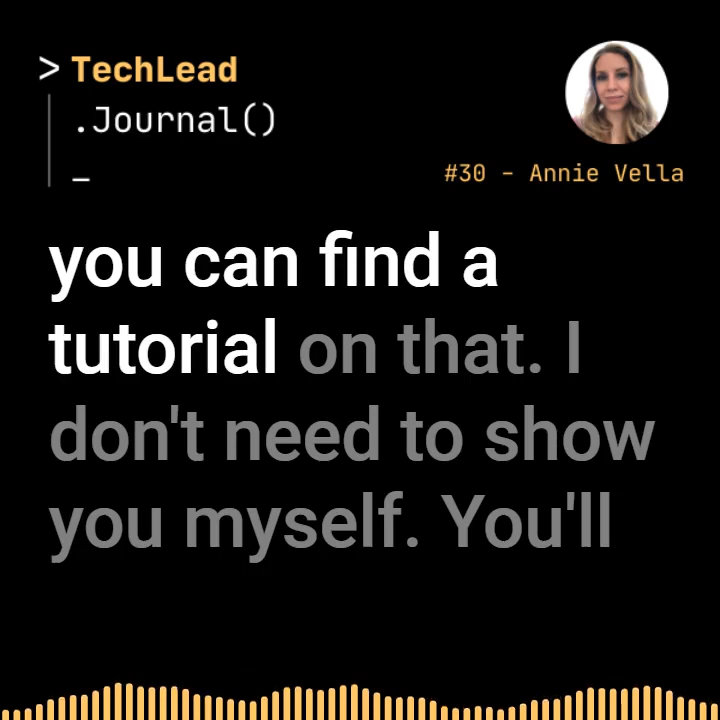 > TechLead
.Journal()
_
#30 - Annie Vella
you can find a
tutorial on that. I
don't need to show
you myself. You'll